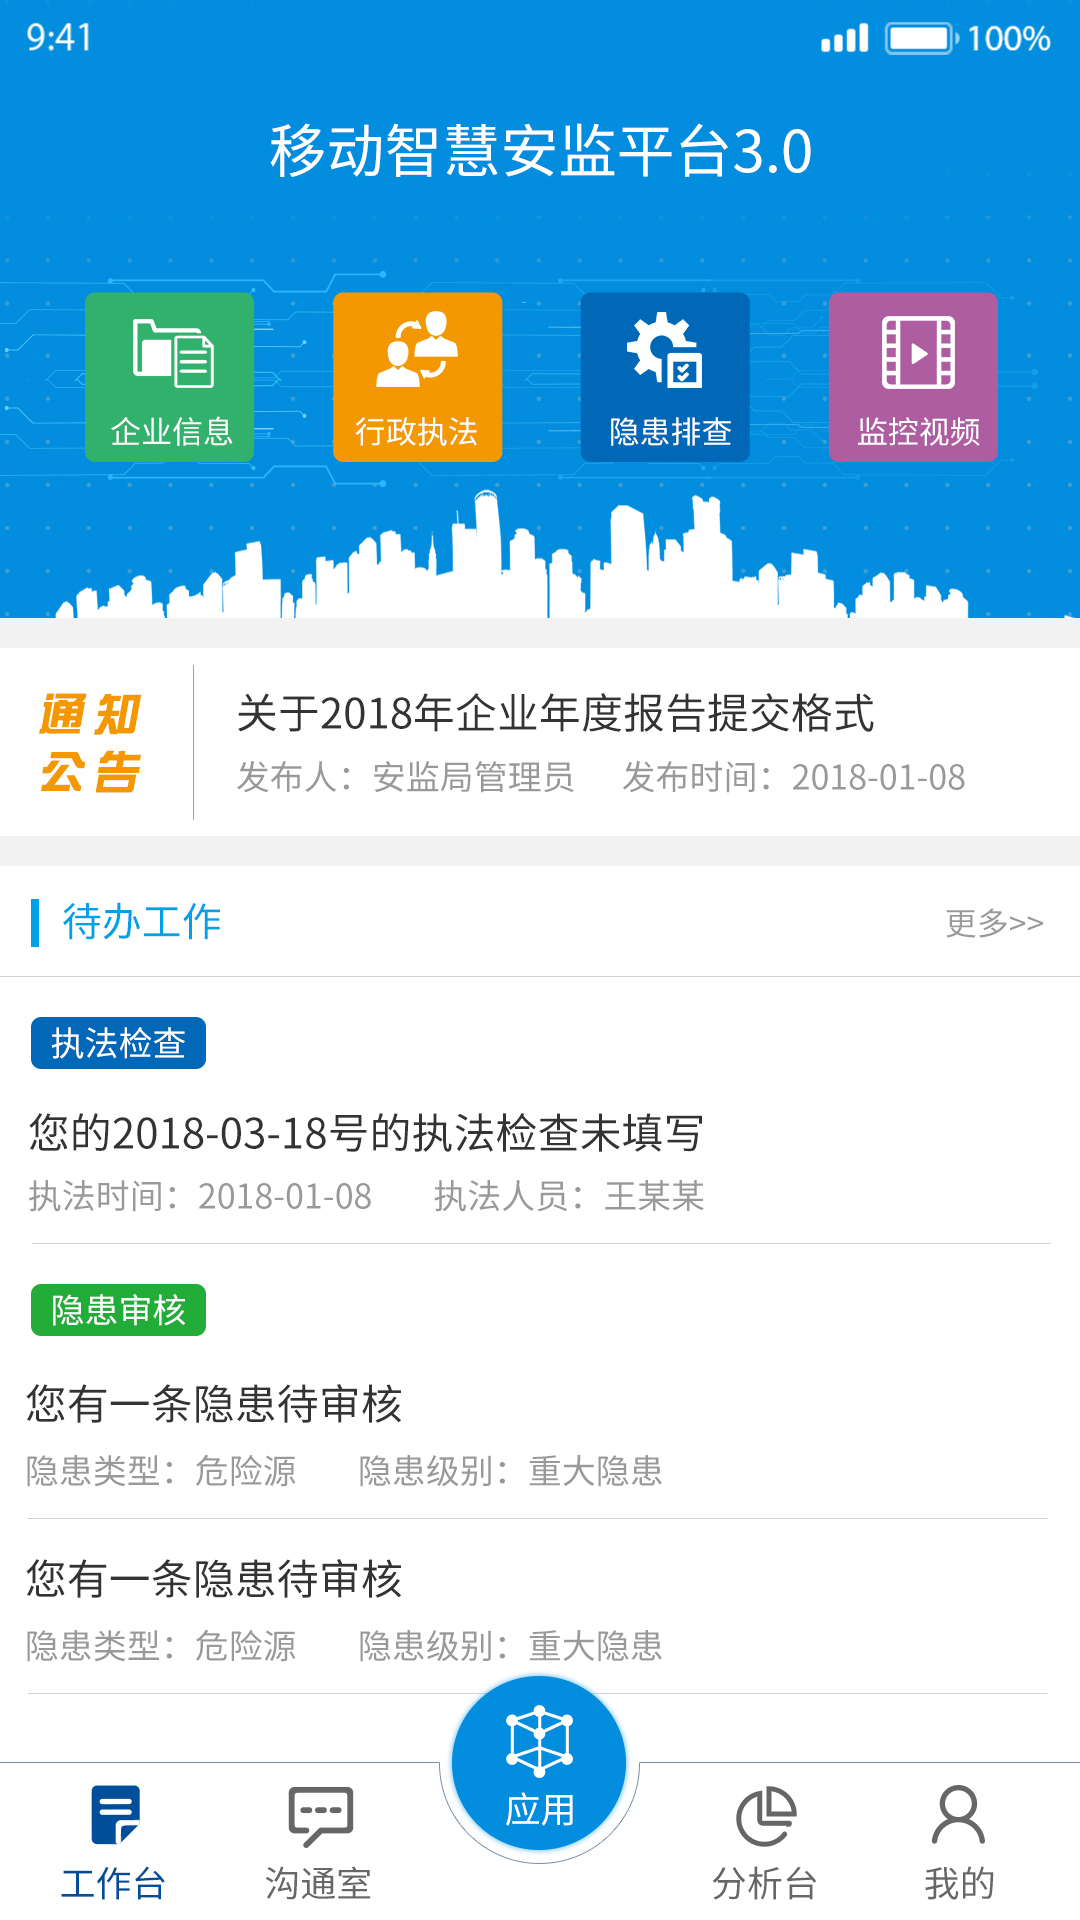 9:41
100%
移动智慧安监平台3.0
企业信息
行政执法
隐患排查
监控视频
通知
公告
关于2018年企业年度报告提交格式
发布人：安监局管理员 发布时间：2018-01-08
待办工作
更多>>
执法检查
您的2018-03-18号的执法检查未填写
执法时间：2018-01-08 执法人员：王某某
隐患审核
您有一条隐患待审核
隐患类型：危险源 隐患级别：重大隐患
您有一条隐患待审核
隐患类型：危险源 隐患级别：重大隐患
工作台
沟通室
应用
分析台
我的